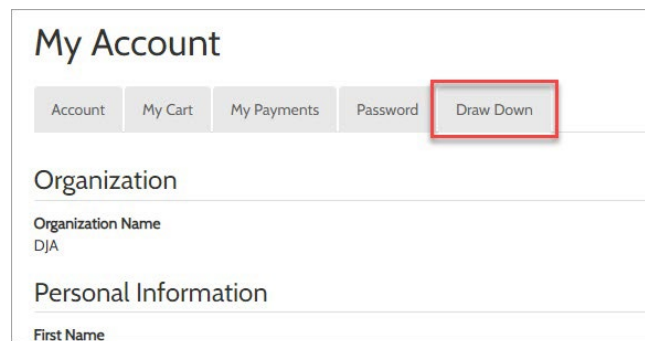 My Account
Account My Cart My Payments Password Draw Down
Organization
Organization Name
DJA
Personal Information
First Name